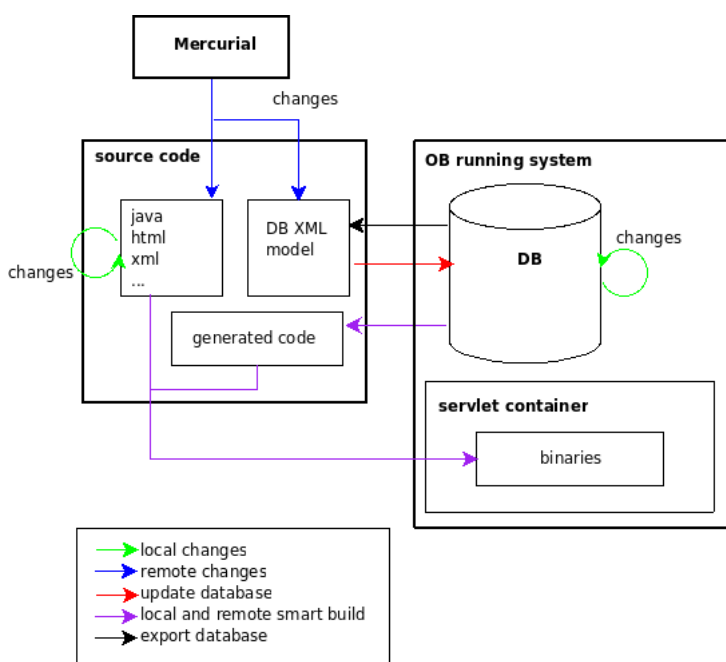 Mercurial
changes
source code
java
html
xml
...
DB XML
model
changes
generated code
OB running system
DB
changes
servlet container
binaries
local changes
remote changes
update database
local and remote smart build
export database